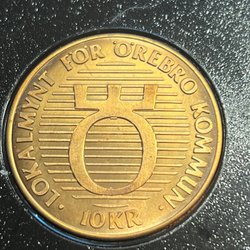 · LOKALMYNT FÖR ÖREBRO KOMMUN ·
Ö
10 KR